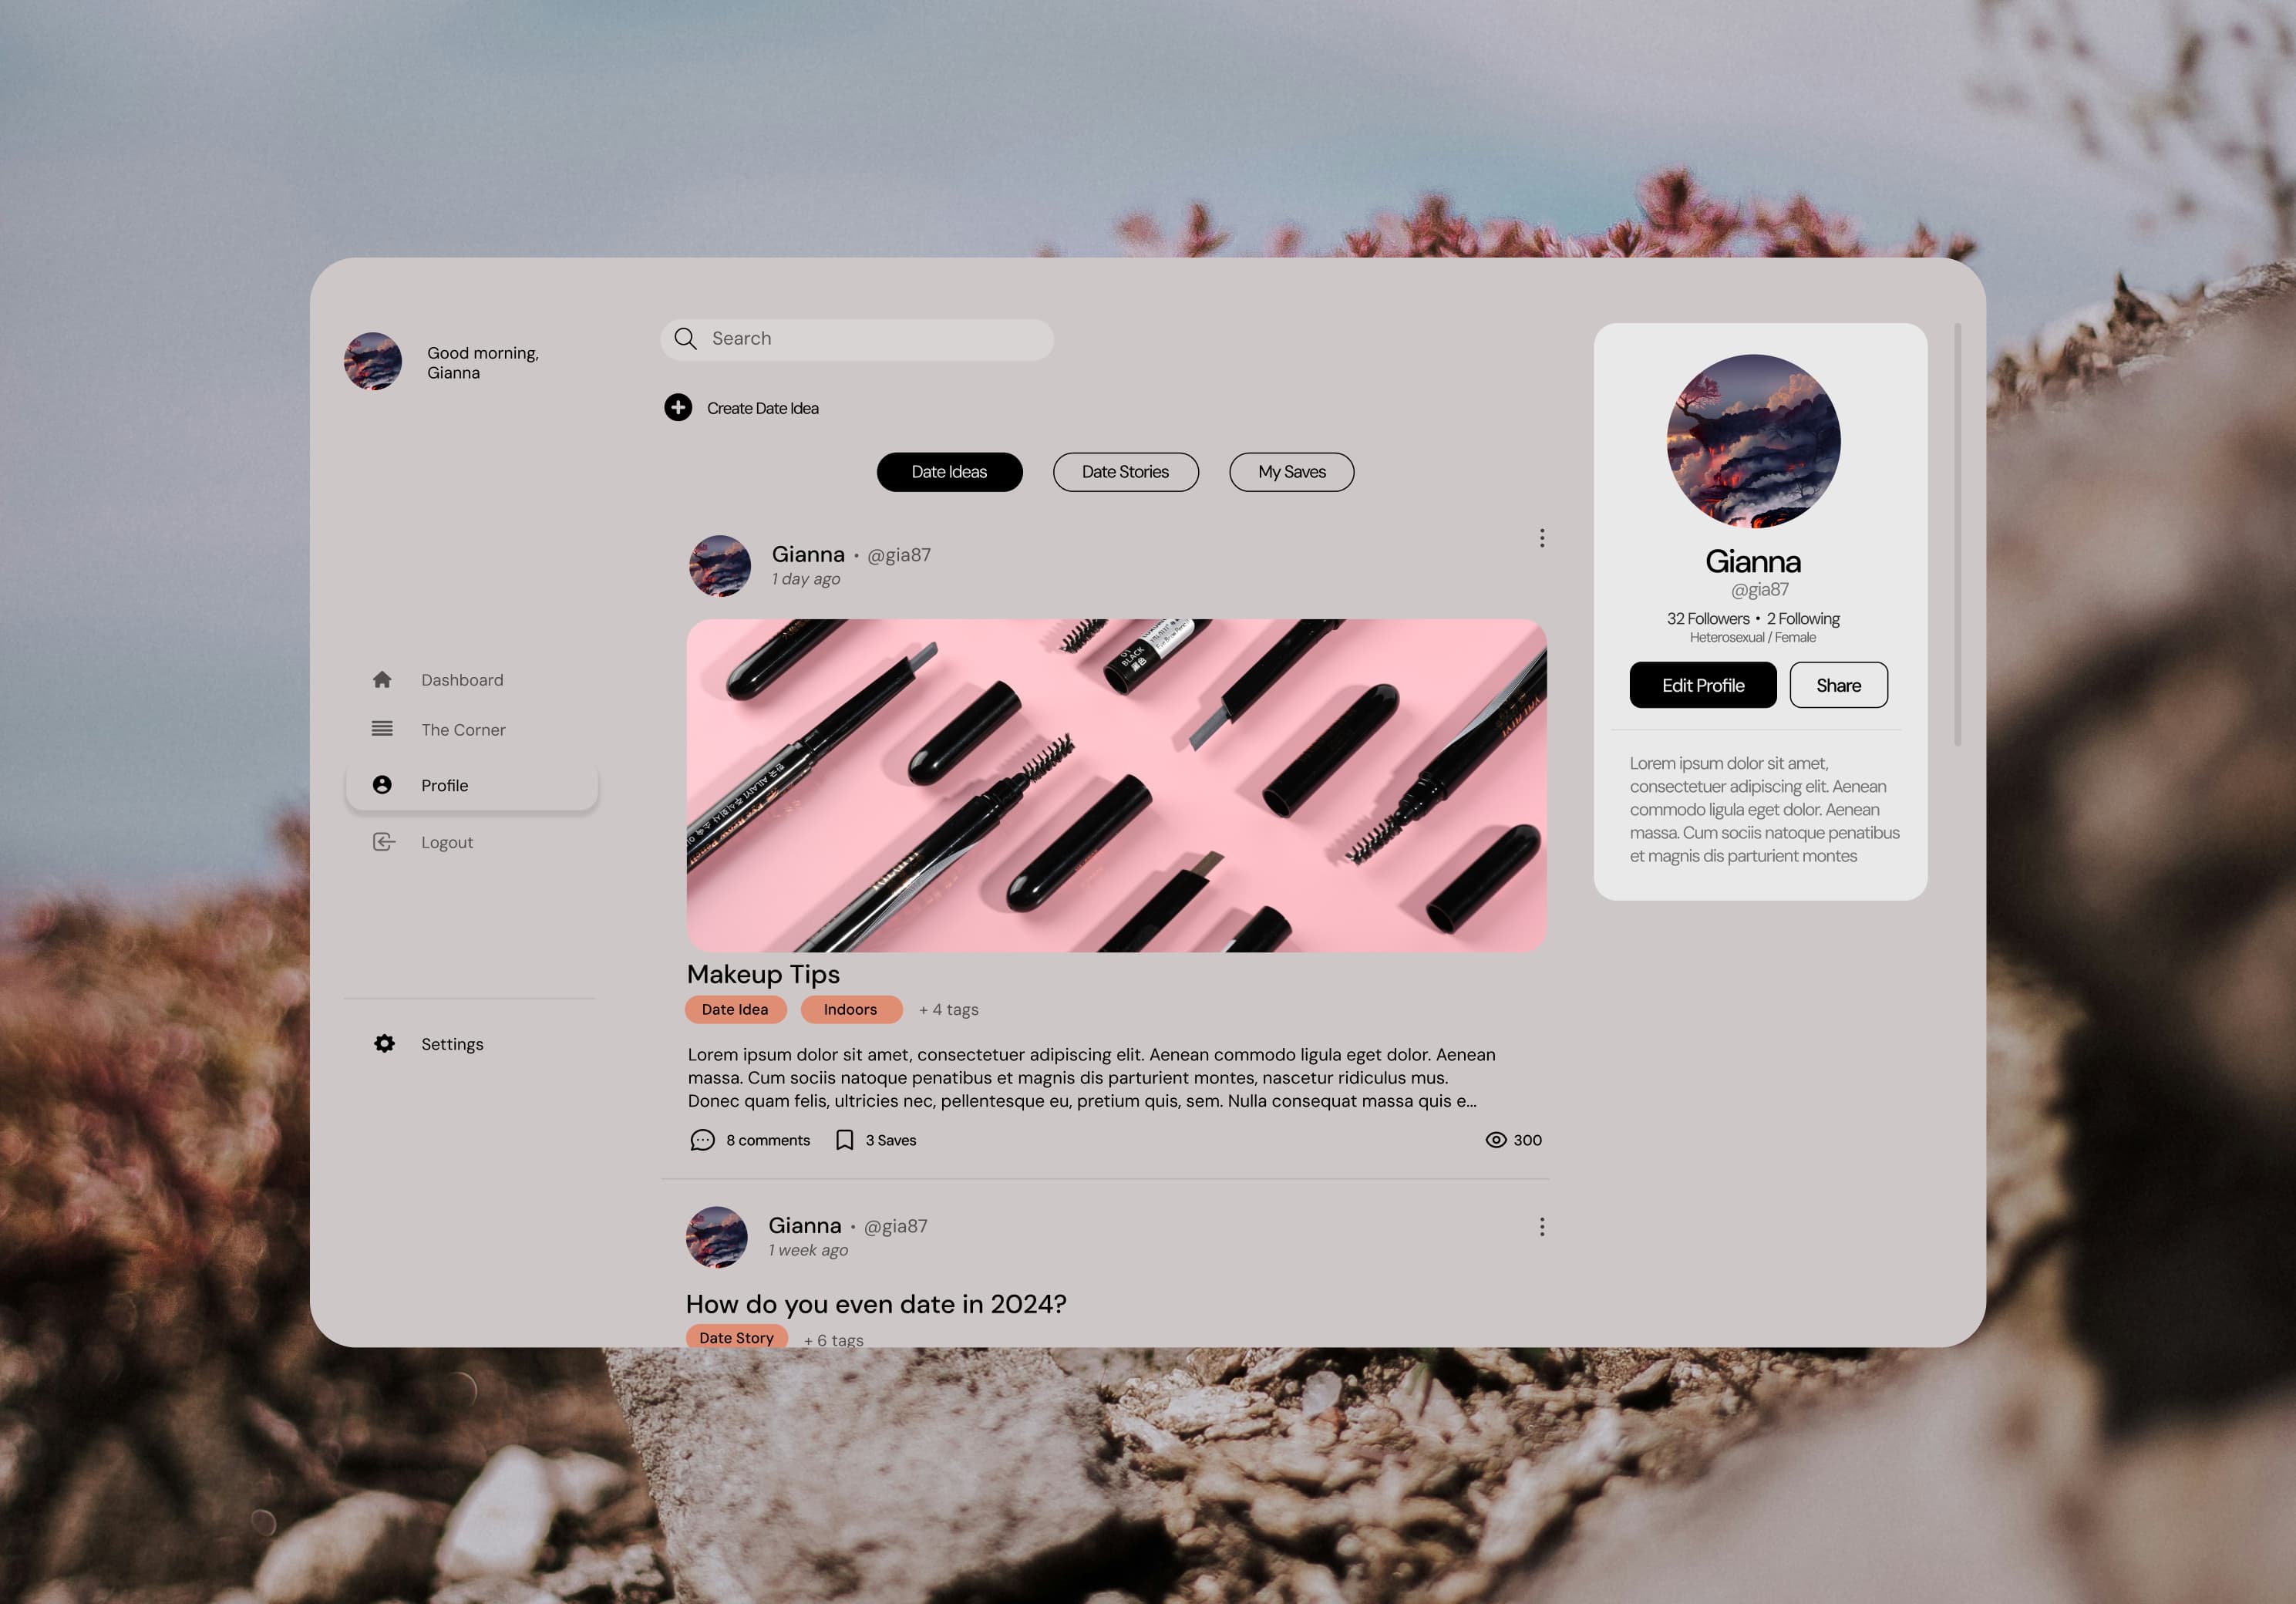 Good morning,
Gianna
Search
Create Date Idea
Date Ideas
Date Stories
My Saves
Gianna • @gia87
1 day ago
BLACK
Dashboard
The Corner
Profile
Logout
Settings
Makeup Tips
Date Idea
Indoors
+ 4 tags
Lorem ipsum dolor sit amet, consectetuer adipiscing elit. Aenean commodo ligula eget dolor. Aenean
massa. Cum sociis natoque penatibus et magnis dis parturient montes, nascetur ridiculus mus.
Donec quam felis, ultricies nec, pellentesque eu, pretium quis, sem. Nulla consequat massa quis e...
8 comments
3 Saves
300
Gianna • @gia87
1 week ago
How do you even date in 2024?
Date Story
+ 6 tags
Gianna
@gia87
32 Followers • 2 Following
Heterosexual / Female
Edit Profile
Share
Lorem ipsum dolor sit amet,
consectetuer adipiscing elit. Aenean
commodo ligula eget dolor. Aenean
massa. Cum sociis natoque penatibus
et magnis dis parturient montes